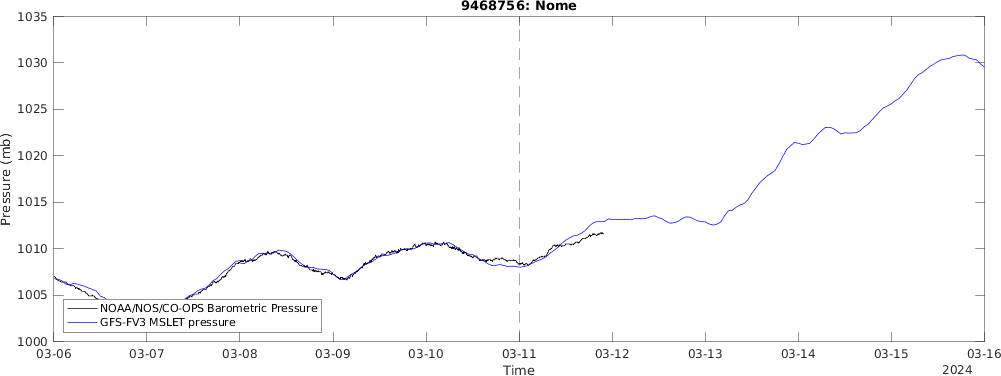 9468756: Nome
1035
1030
1025
1020
1015
1010
1005
1000
Pressure (mb)
NOAA/NOS/CO-OPS Barometric Pressure
GFS-FV3 MSLET pressure
03-06 03-07 03-08 03-09 03-10 03-11 03-12 03-13 03-14 03-15 03-16
Time
2024